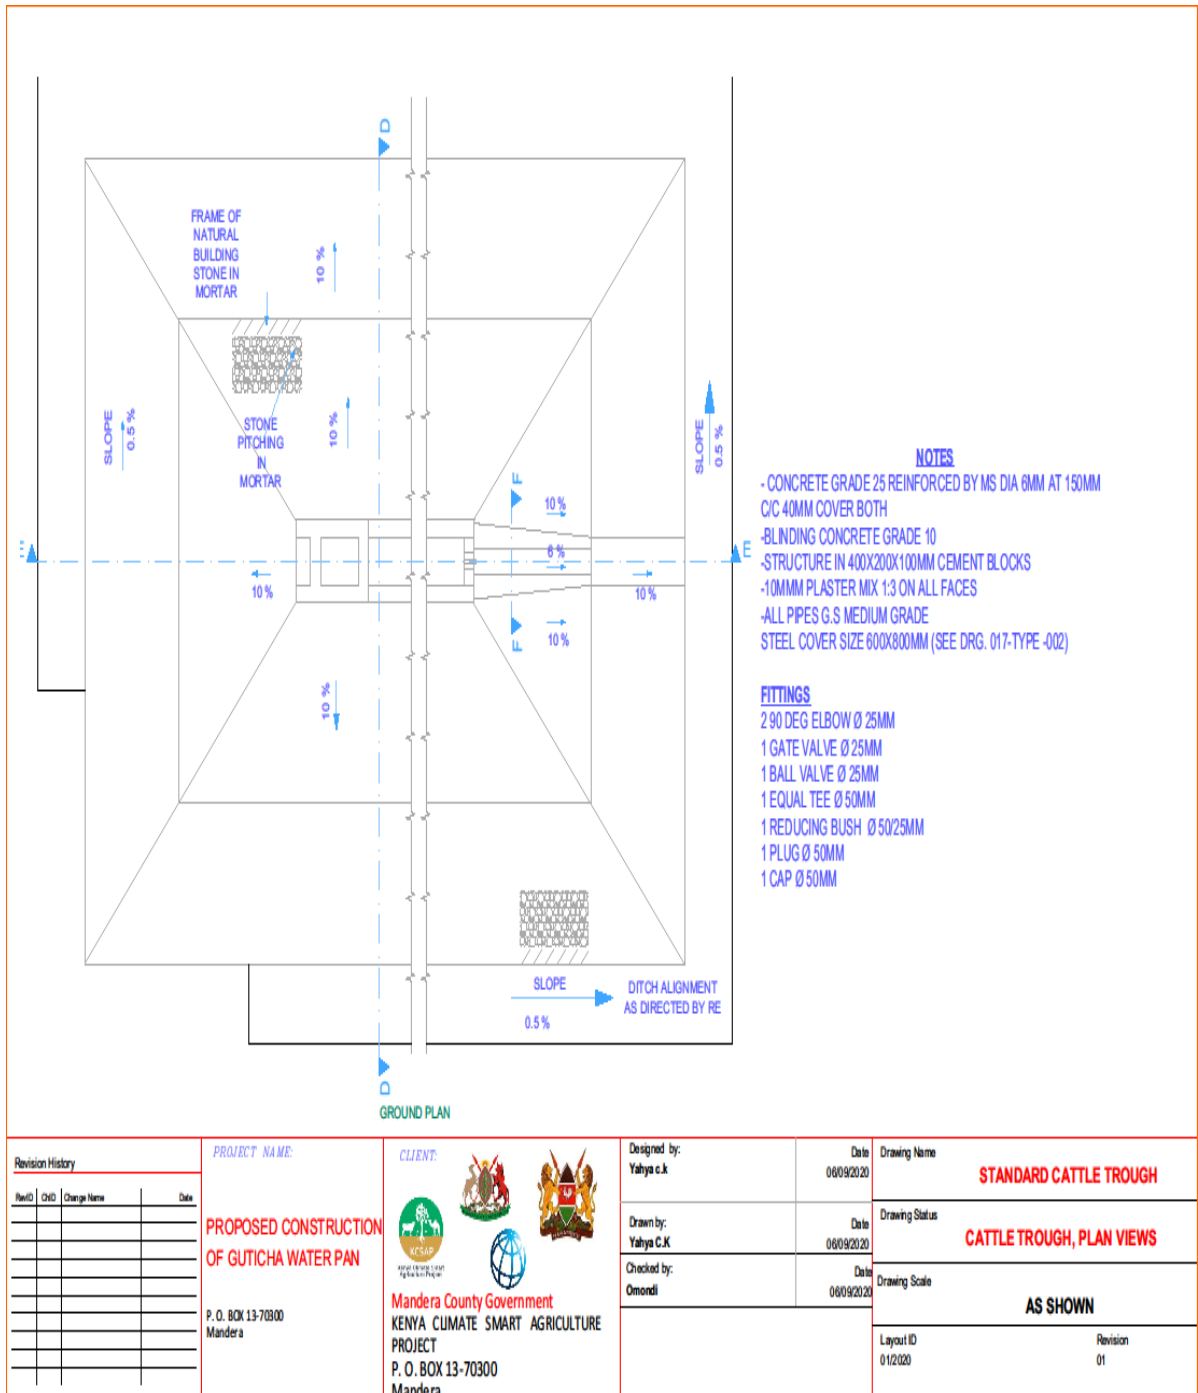 D
FRAME OF
NATURAL
BUILDING
STONE IN
MORTAR
10 %
SLOPE
0.5 %
STONE
PITCHING
IN
MORTAR
10 %
SLOPE
0.5 %
F
10 %
6 %
E
E
10 %
10 %
F
10 %
10 %
SLOPE
0.5 %
DITCH ALIGNMENT
AS DIRECTED BY RE
D
GROUND PLAN
NOTES
- CONCRETE GRADE 25 REINFORCED BY MS DIA 6MM AT 150MM
C/C 40MM COVER BOTH
-BLINDING CONCRETE GRADE 10
-STRUCTURE IN 400X200X100MM CEMENT BLOCKS
-10MMM PLASTER MIX 1:3 ON ALL FACES
-ALL PIPES G.S MEDIUM GRADE
STEEL COVER SIZE 600X800MM (SEE DRG. 017-TYPE -002)
FITTINGS
2 90 DEG ELBOW Ø 25MM
1 GATE VALVE Ø 25MM
1 BALL VALVE Ø 25MM
1 EQUAL TEE Ø 50MM
1 REDUCING BUSH Ø 50/25MM
1 PLUG Ø 50MM
1 CAP Ø 50MM
Revision History
RevID ChID Change Name Date
PROJECT NAME:
PROPOSED CONSTRUCTION
OF GUTICHA WATER PAN
P. O. BOX 13-70300
Mandera
CLIENT:
KCSAP
Kenya Climate Smart
Agriculture Project
Mandera County Government
KENYA CLIMATE SMART AGRICULTURE
PROJECT
P. O. BOX 13-70300
Mandera
Designed by: Date
Yahya c.k 06/09/2020
Drawn by: Date
Yahya C.K 06/09/2020
Checked by: Date
Omondi 06/09/2020
Drawing Name
STANDARD CATTLE TROUGH
Drawing Status
CATTLE TROUGH, PLAN VIEWS
Drawing Scale
AS SHOWN
Layout ID Revision
01/2020 01